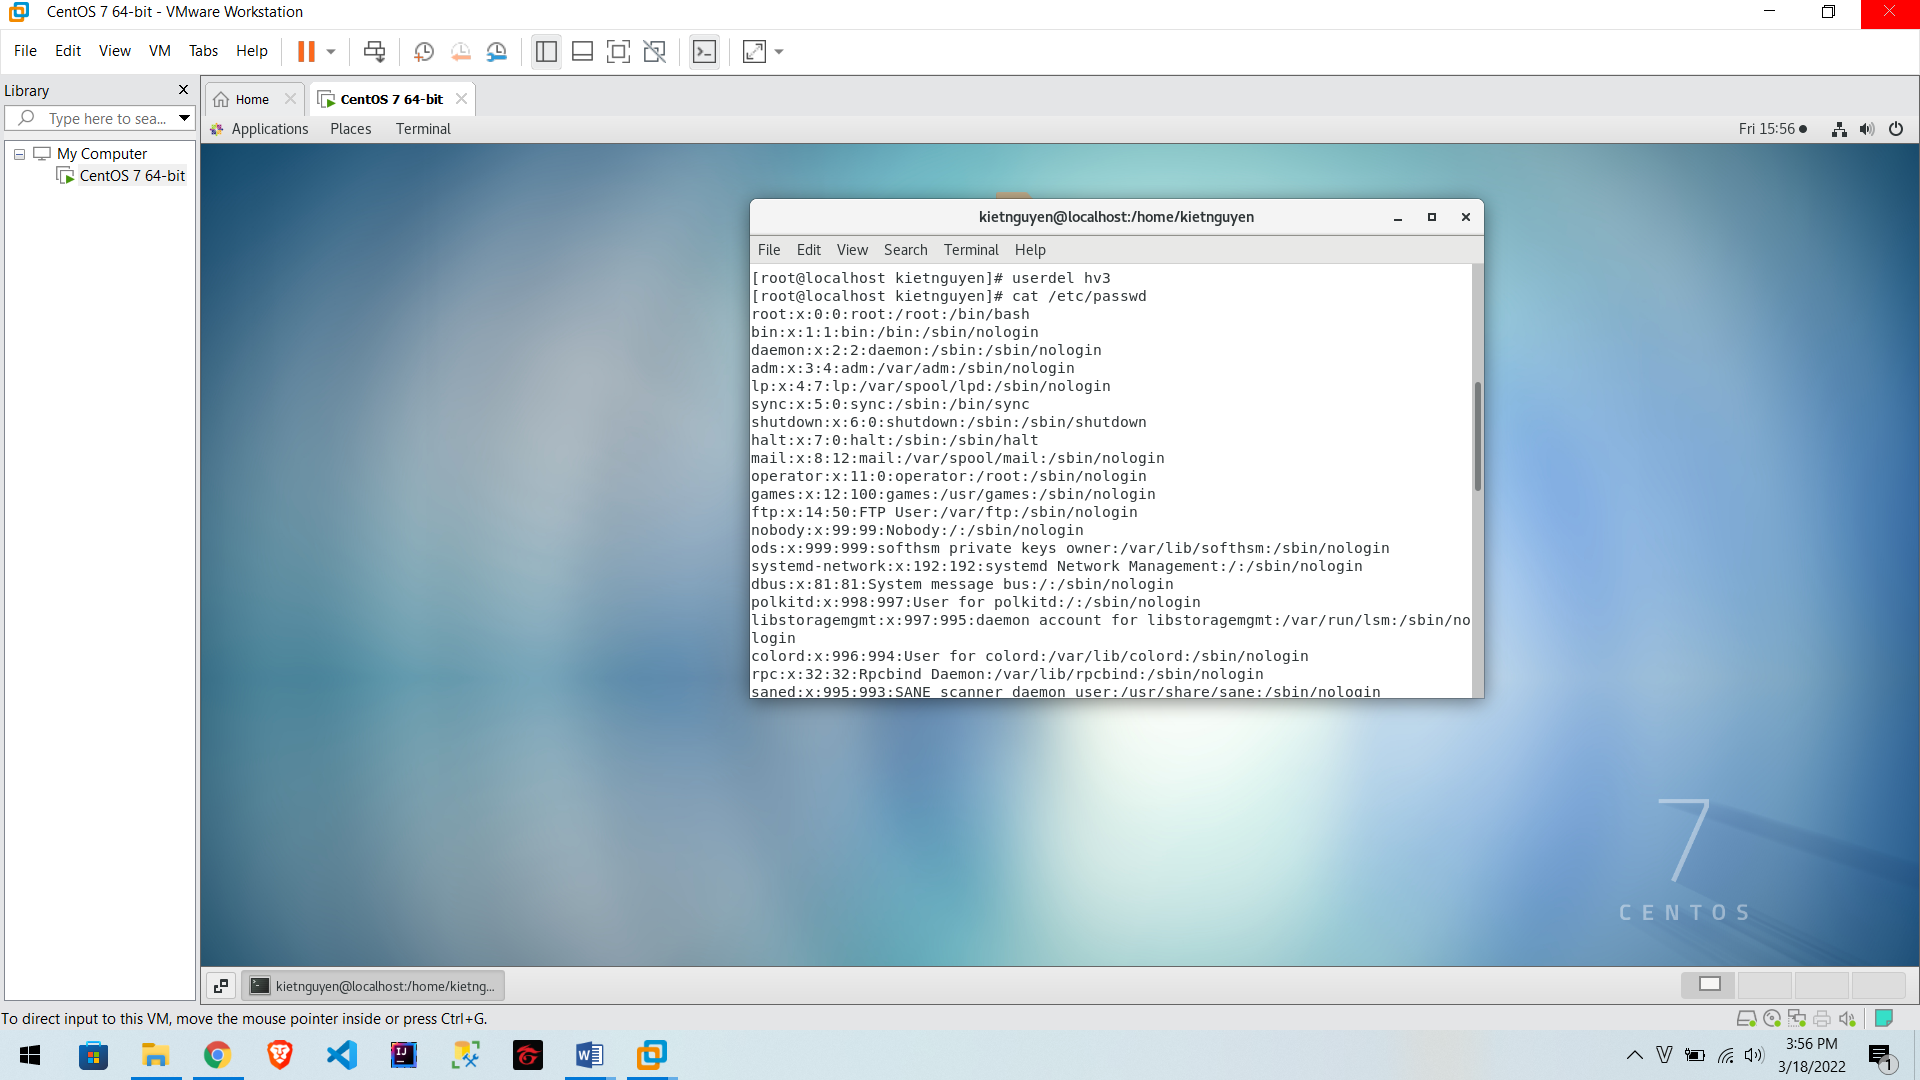 CentOS 7 64-bit - VMware Workstation
File Edit View VM Tabs Help
Library
Type here to sea...
My Computer
CentOS 7 64-bit
Home
CentOS 7 64-bit
Applications Places Terminal
Fri 15:56
kietnguyen@localhost:/home/kietnguyen
File Edit View Search Terminal Help
[root@localhost kietnguyen]# userdel hv3
[root@localhost kietnguyen]# cat /etc/passwd
root:x:0:0:root:/root:/bin/bash
bin:x:1:1:bin:/bin:/sbin/nologin
daemon:x:2:2:daemon:/sbin:/sbin/nologin
adm:x:3:4:adm:/var/adm:/sbin/nologin
lp:x:4:7:lp:/var/spool/lpd:/sbin/nologin
sync:x:5:0:sync:/sbin:/bin/sync
shutdown:x:6:0:shutdown:/sbin:/sbin/shutdown
halt:x:7:0:halt:/sbin:/sbin/halt
mail:x:8:12:mail:/var/spool/mail:/sbin/nologin
operator:x:11:0:operator:/root:/sbin/nologin
games:x:12:100:games:/usr/games:/sbin/nologin
ftp:x:14:50:FTP User:/var/ftp:/sbin/nologin
nobody:x:99:99:Nobody:/:/sbin/nologin
ods:x:999:999:softhsm private keys owner:/var/lib/softhsm:/sbin/nologin
systemd-network:x:192:192:systemd Network Management:/:/sbin/nologin
dbus:x:81:81:System message bus:/:/sbin/nologin
polkitd:x:998:997:User for polkitd:/:/sbin/nologin
libstoragemgmt:x:997:995:daemon account for libstoragemgmt:/var/run/lsm:/sbin/no
login
colord:x:996:994:User for colord:/var/lib/colord:/sbin/nologin
rpc:x:32:32:Rpcbind Daemon:/var/lib/rpcbind:/sbin/nologin
saned:x:995:993:SANE scanner daemon user:/usr/share/sane:/sbin/nologin
7
CENTOS
kietnguyen@localhost:/home/kietng...
To direct input to this VM, move the mouse pointer inside or press Ctrl+G.
IJ
W
V
3:56 PM
3/18/2022
1